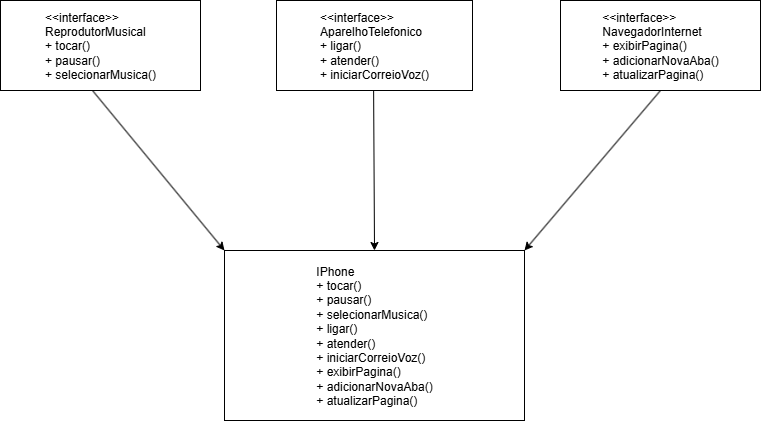 <<interface>>
ReprodutorMusical
+ tocar()
+ pausar()
+ selecionarMusica()
<<interface>>
AparelhoTelefonico
+ ligar()
+ atender()
+ iniciarCorreioVoz()
<<interface>>
NavegadorInternet
+ exibirPagina()
+ adicionarNovaAba()
+ atualizarPagina()
IPhone
+ tocar()
+ pausar()
+ selecionarMusica()
+ ligar()
+ atender()
+ iniciarCorreioVoz()
+ exibirPagina()
+ adicionarNovaAba()
+ atualizarPagina()